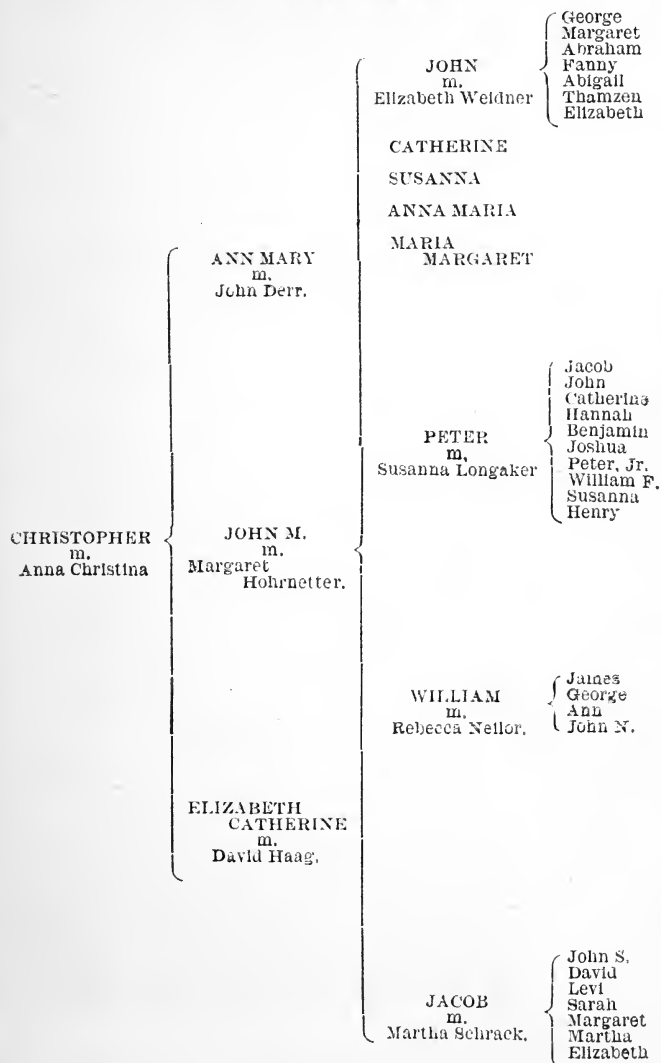 CHRISTOPHER
m.
Anna Christina
ANN MARY
m.
John Derr.
JOHN M.
m.
Margaret
Hohrnetter.
ELIZABETH
CATHERINE
m.
David Haag.
JOHN
m.
Elizabeth Weidner
CATHERINE
SUSANNA
ANNA MARIA
MARIA
MARGARET
PETER
m,
Susanna Longaker
WILLIAM
m.
Rebecca Neilor.
JACOB
m.
Martha Schrack.
George
Margaret
Abraham
Fanny
Abigail
Thamzen
Elizabeth
Jacob
John
Catherine
Hannah
Benjamin
Joshua
Peter, Jr.
William F.
Susanna
Henry
James
George
Ann
John N.
John S.
David
Levi
Sarah
Margaret
Martha
Elizabeth